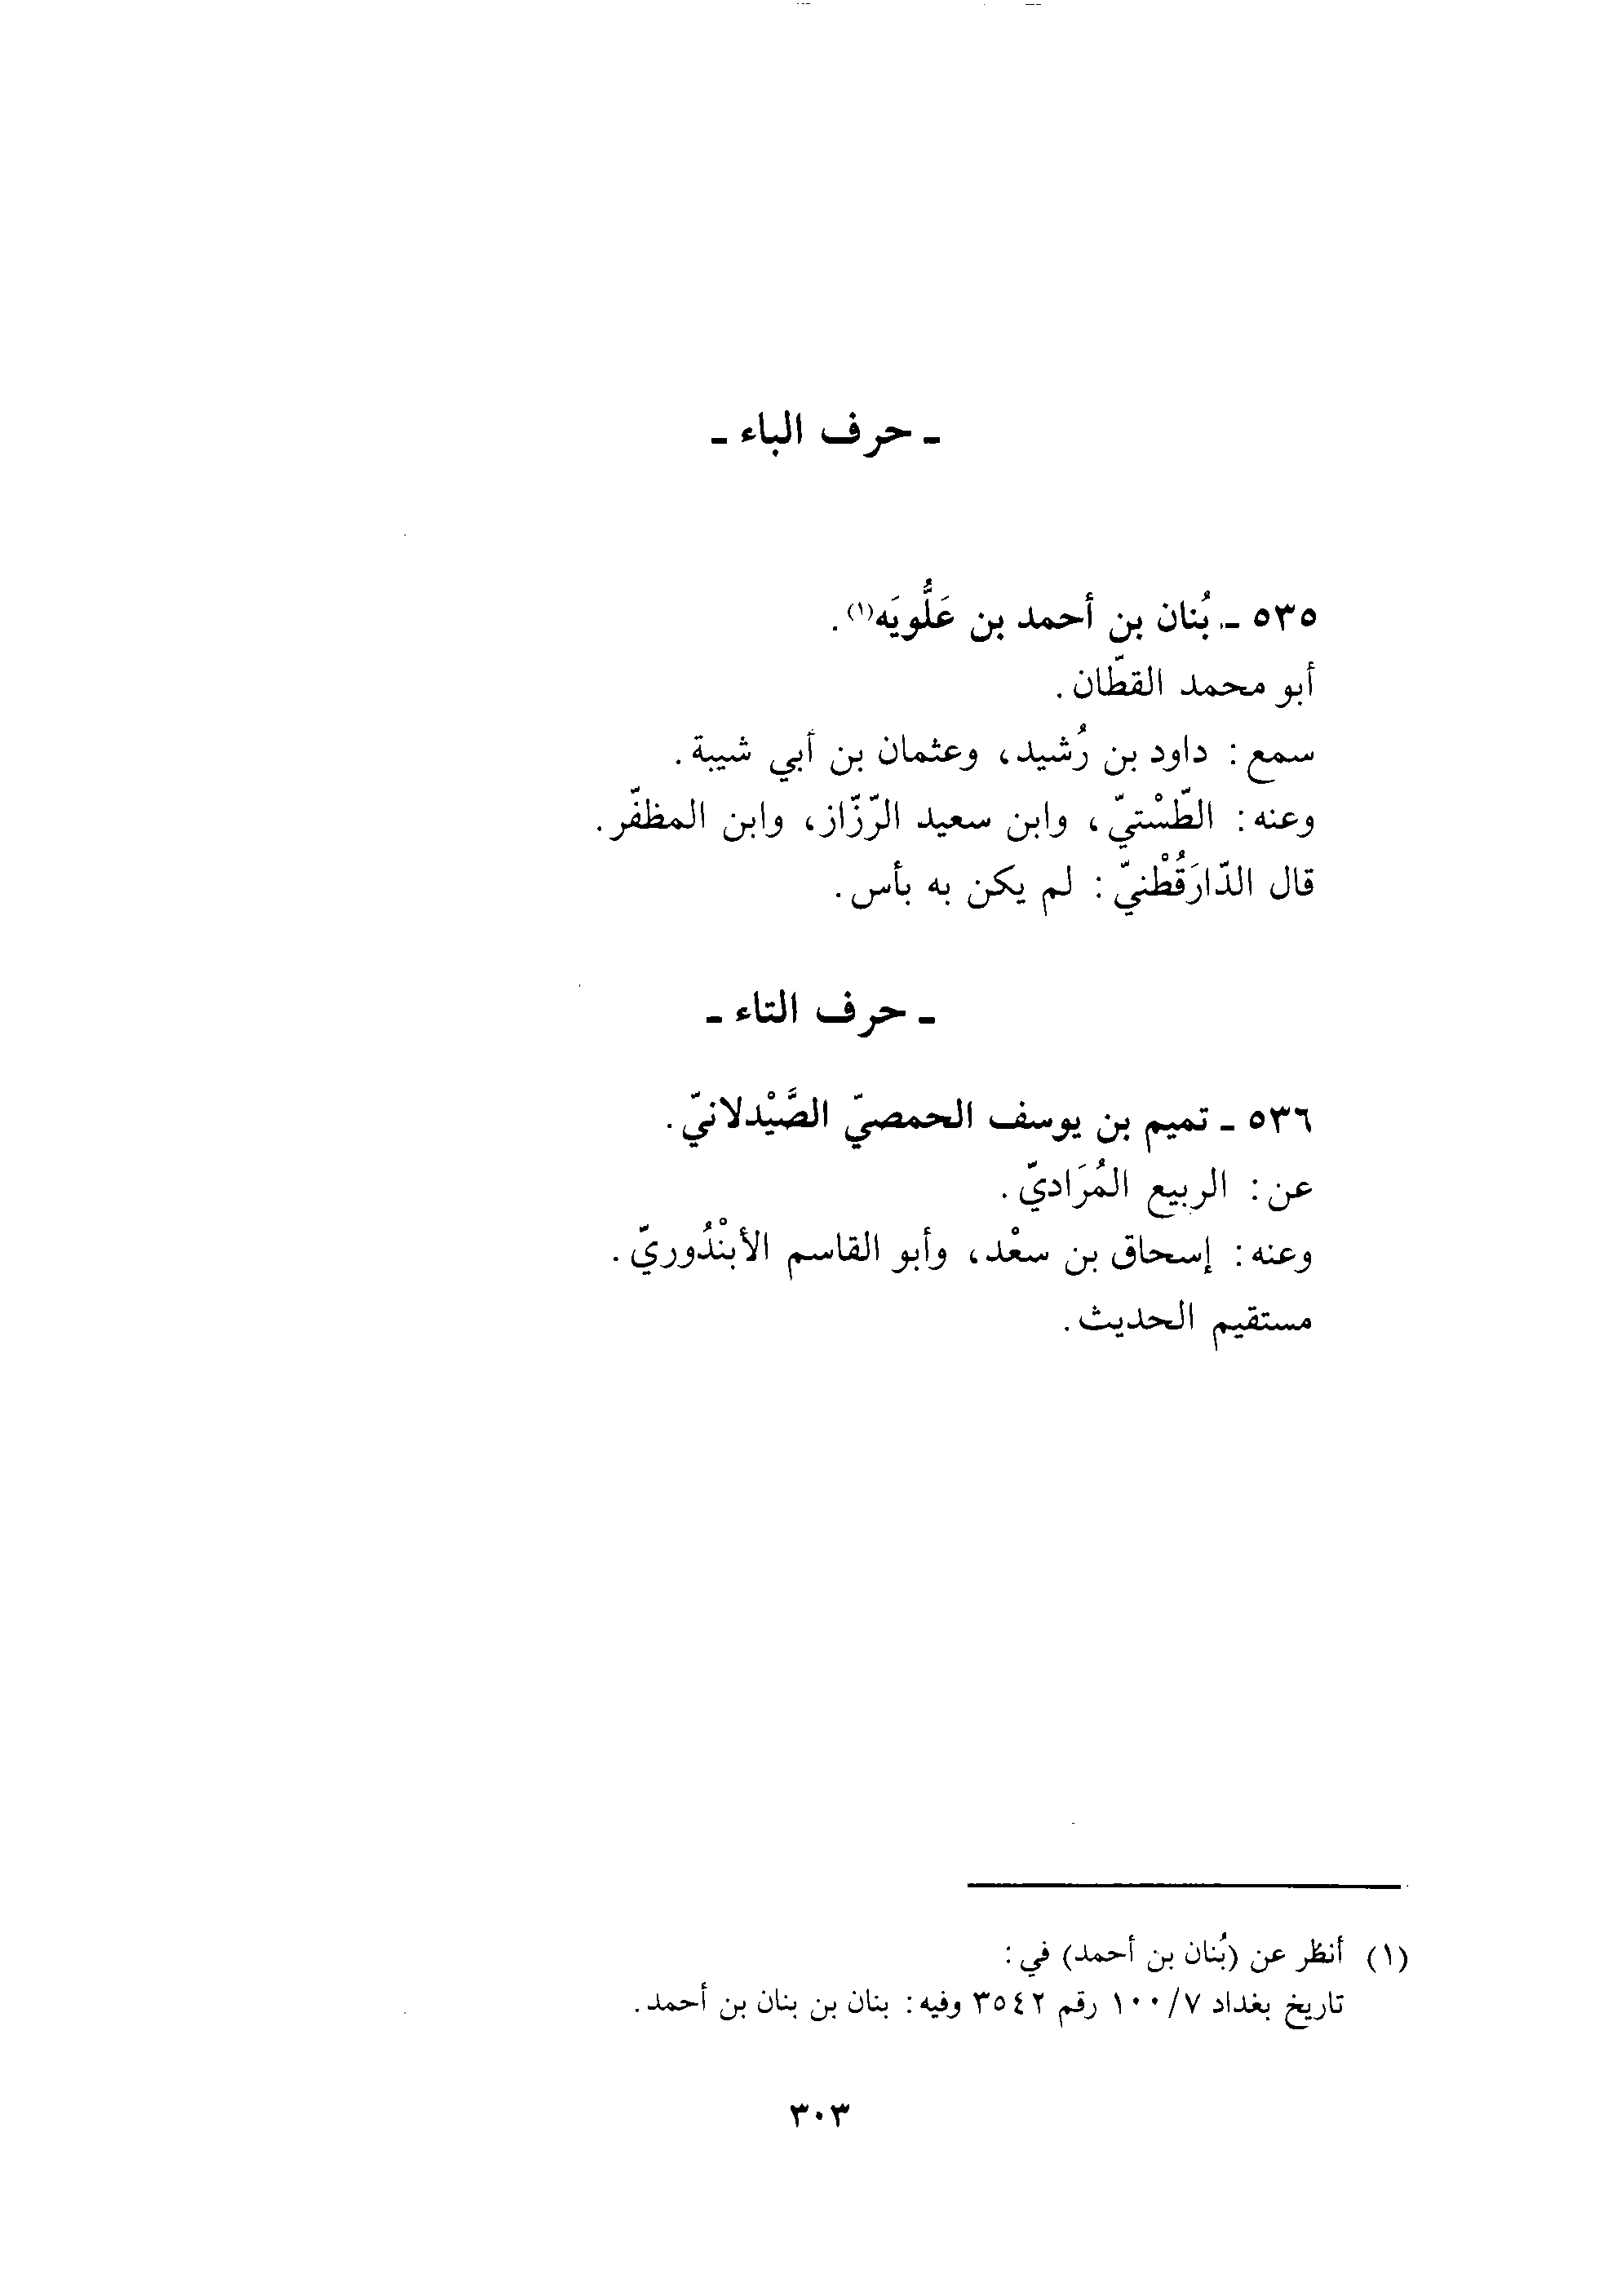 ـ حرف الباء ـ
٥٣٥ ـ بُنان بن أحمد بن عَلُّويَه(١).
أبو محمد القطّان.
سمع: داود بن رُشيد، وعثمان بن أبي شيبة.
وعنه: الطّسْتيّ، وابن سعيد الرّزّاز، وابن المظفّر.
قال الدّارَقُطْنيّ: لم يكن به بأس.
ـ حرف التاء ـ
٥٣٦ ـ تميم بن يوسف الحمصيّ الصَّيْدلانيّ.
عن: الربيع المُرَاديّ.
وعنه: إسحاق بن سعْد، وأبو القاسم الأبنْدُوريّ.
مستقيم الحديث.
(١) أنظُر عن (بُنان بن أحمد) في:
تاريخ بغداد ٧/١٠٠ رقم ٣٥٤٢ وفيه: بنان بن بنان بن أحمد.
٣٠٣